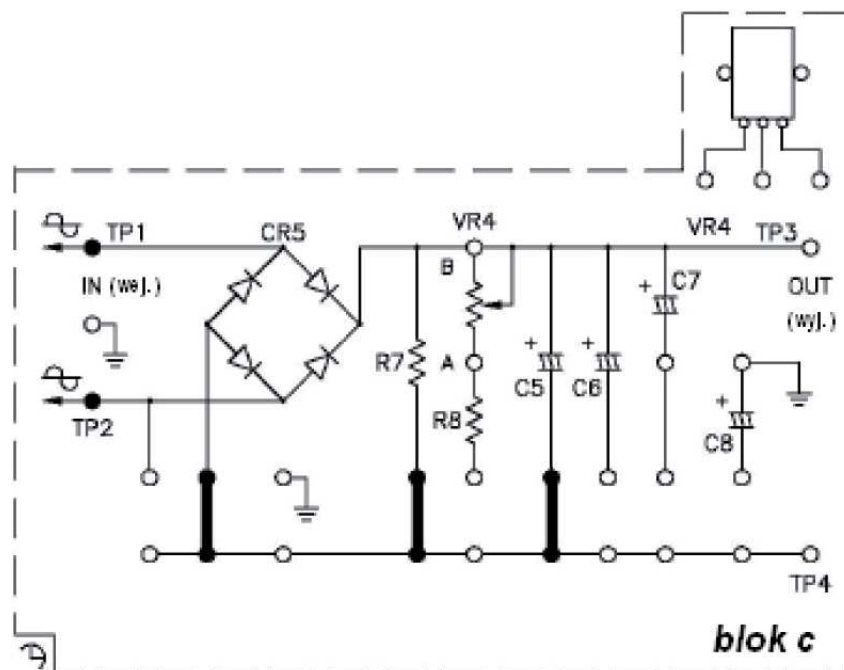 TP1
CR5
VR4
VR4
TP3
B
+ C7
IN (wej.)
OUT
(wyj.)
R7
A
+
C5
+
C6
TP2
R8
+
C8
TP4
blok c